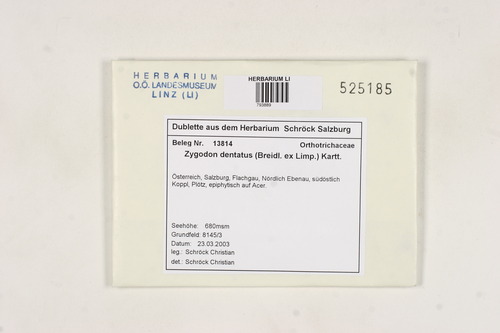 HERBARIUM
O.Ö. LANDESMUSEUM
LINZ (LI)
HERBARIUM LI
525185
Dublette aus dem Herbarium Schröck Salzburg
Beleg Nr. 13814 Orthotrichaceae
Zygodon dentatus (Breidl. ex Limp.) Kartt.
Österreich, Salzburg, Flachgau, Nördlich Ebenau, südöstlich
Koppl, Plötz, epiphytisch auf Acer.
Seehöhe: 680msm
Grundfeld: 8145/3
Datum: 23.03.2003
leg.: Schröck Christian
det.: Schröck Christian